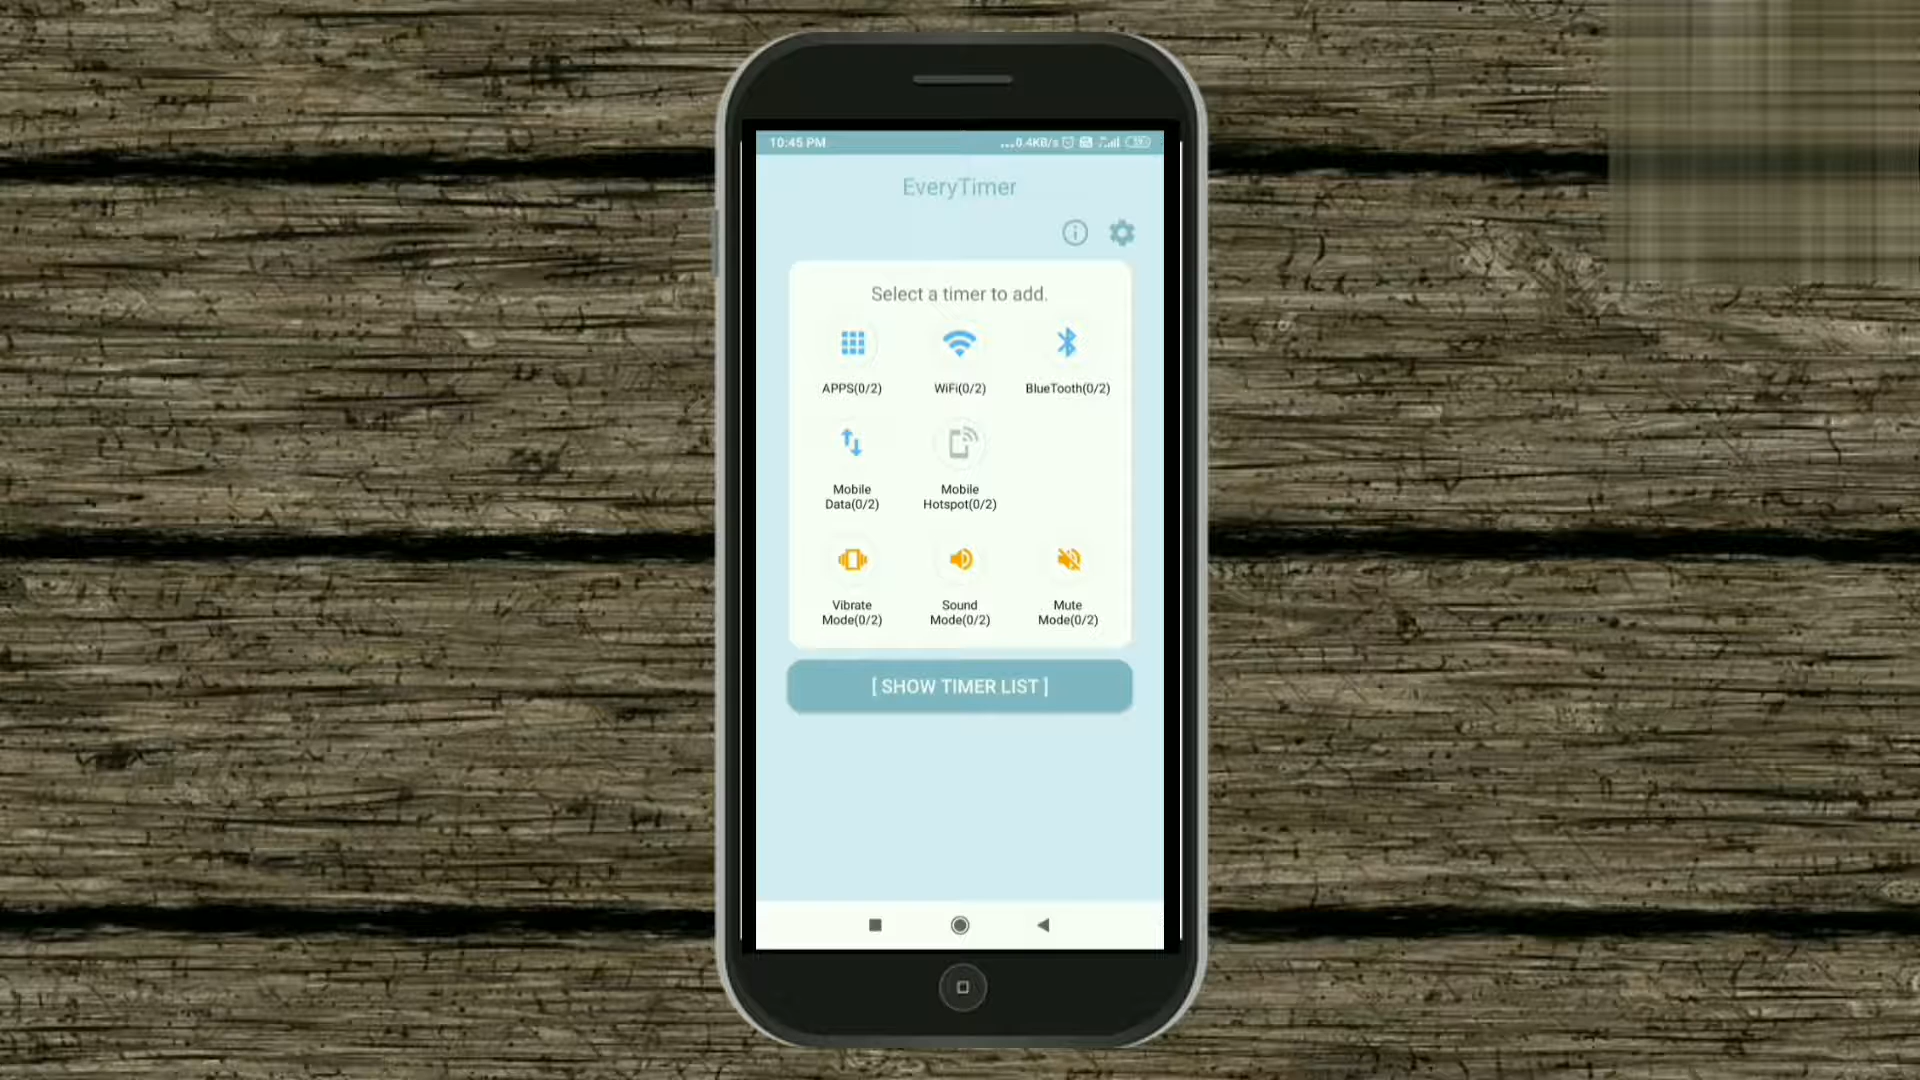 10:45 PM
...0.4KB/s
EveryTimer
Select a timer to add.
APPS(0/2)
WiFi(0/2)
BlueTooth(0/2)
Mobile
Data(0/2)
Mobile
Hotspot(0/2)
Vibrate
Mode(0/2)
Sound
Mode(0/2)
Mute
Mode(0/2)
[ SHOW TIMER LIST ]